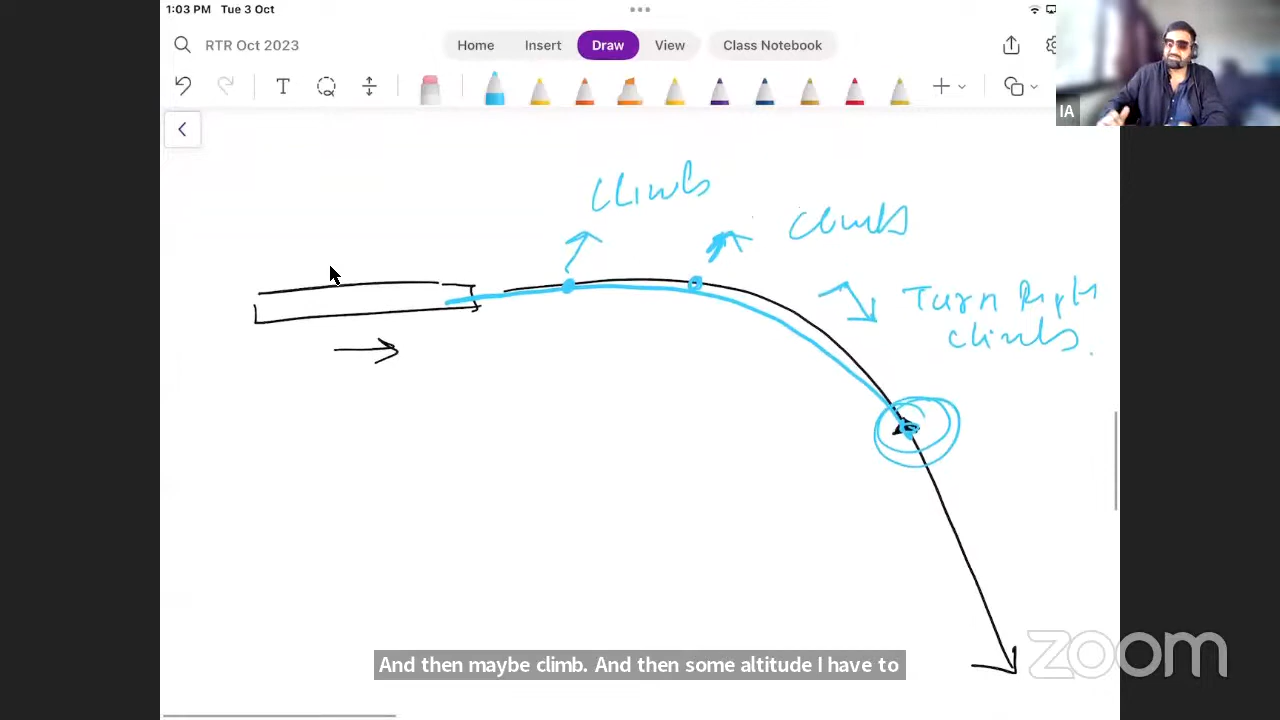 1:03 PM Tue 3 Oct
RTR Oct 2023
Home Insert Draw View Class Notebook
T
IA
Climb
Climb
Turn Right
climb.
And then maybe climb. And then some altitude I have to
zoom